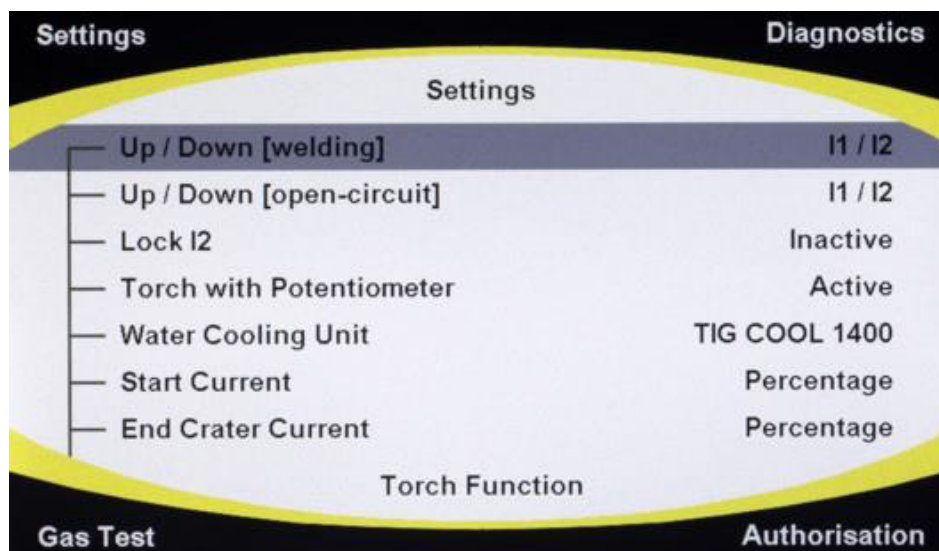 Settings Diagnostics
Settings
Up / Down [welding] I1 / I2
Up / Down [open-circuit] I1 / I2
Lock I2 Inactive
Torch with Potentiometer Active
Water Cooling Unit TIG COOL 1400
Start Current Percentage
End Crater Current Percentage
Torch Function
Gas Test Authorisation